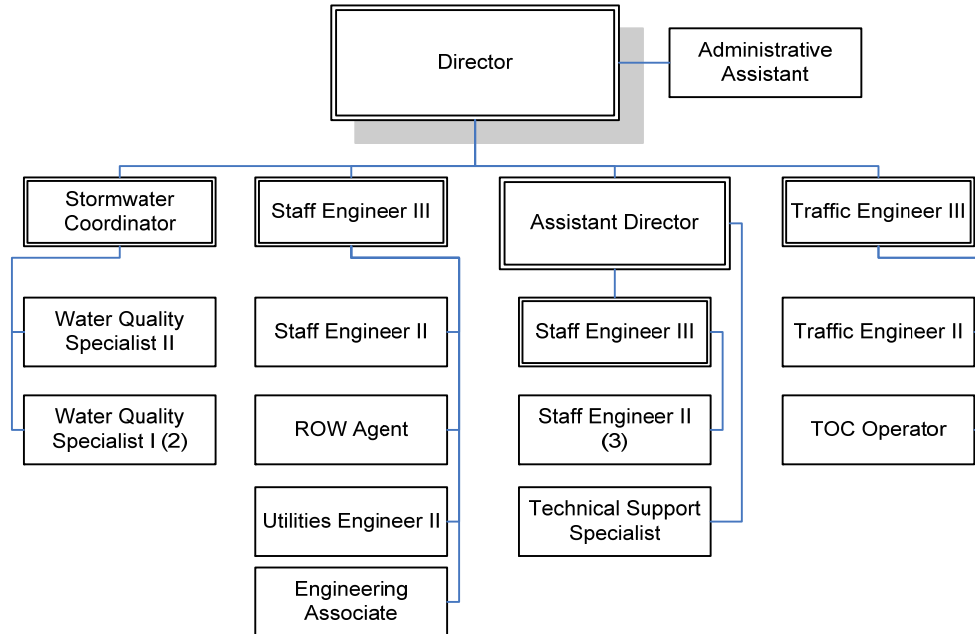 Director
Administrative
Assistant
Stormwater
Coordinator
Staff Engineer III
Assistant Director
Traffic Engineer III
Water Quality
Specialist II
Staff Engineer II
Staff Engineer III
Traffic Engineer II
Water Quality
Specialist I (2)
ROW Agent
Staff Engineer II
(3)
TOC Operator
Utilities Engineer II
Technical Support
Specialist
Engineering
Associate